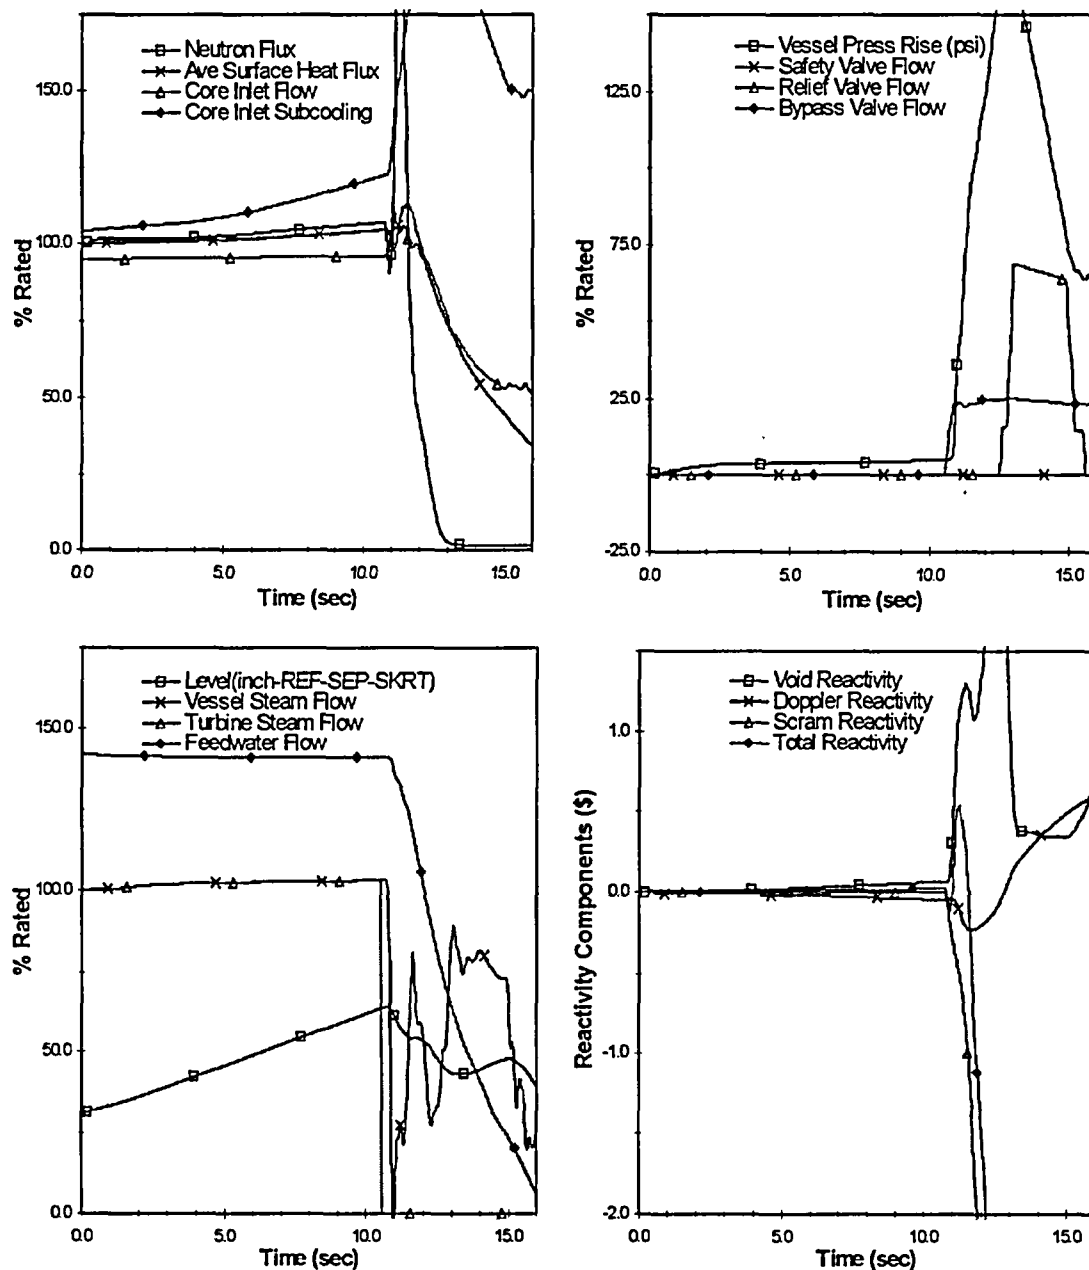 Neutron Flux
Ave Surface Heat Flux
Core Inlet Flow
Core Inlet Subcoding
150.0
100.0
50.0
0.0
% Rated
0.0
5.0
10.0
15.0
Time (sec)
Vessel Press Rise (psi)
Safety Valve Flow
Relief Valve Flow
Bypass Valve Flow
125.0
75.0
25.0
-25.0
% Rated
0.0
5.0
10.0
15.0
Time (sec)
Level(inch-REF-SEP-SKRT)
Vessel Steam Flow
Turbine Steam Flow
Feedwater Flow
150.0
100.0
50.0
0.0
% Rated
0.0
5.0
10.0
15.0
Time (sec)
Void Reactivity
Doppler Reactivity
Scram Reactivity
Total Reactivity
1.0
0.0
-1.0
-2.0
Reactivity Components ($)
0.0
5.0
10.0
15.0
Time (sec)